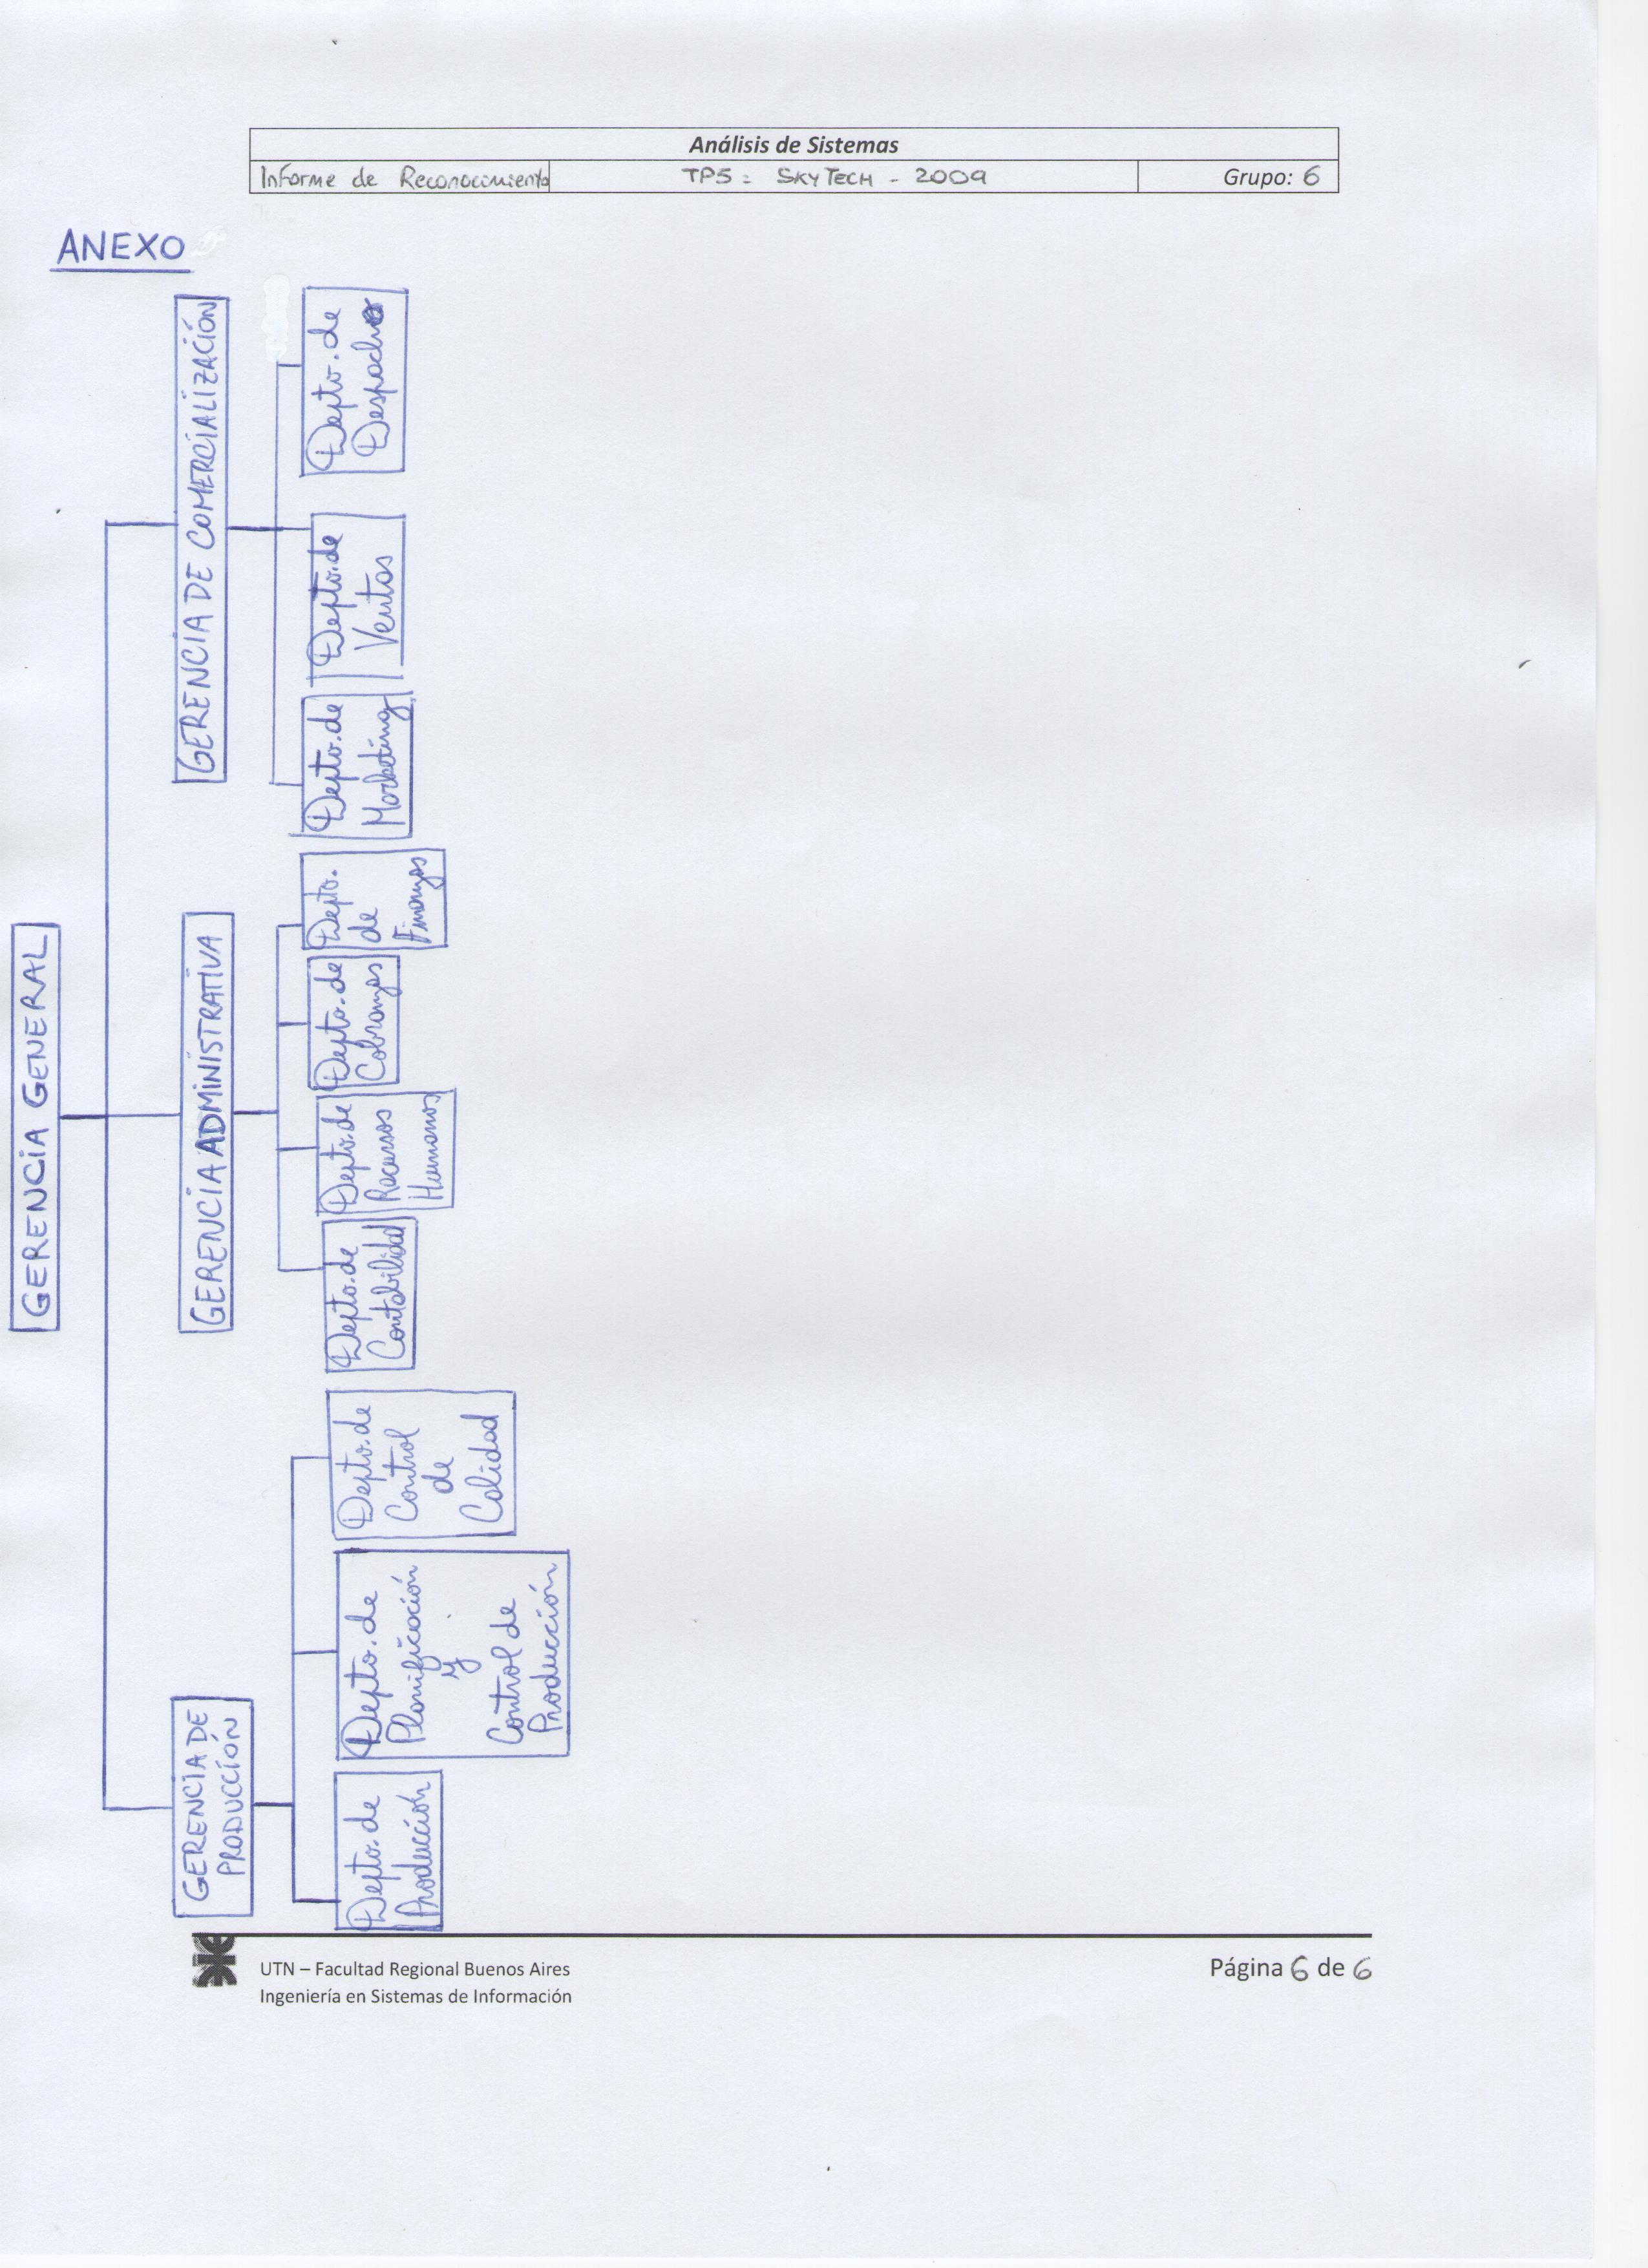 Análisis de Sistemas
Informe de Reconocimiento
TP5: SKYTECH - 2009
Grupo: 6
ANEXO
GERENCIA GENERAL
GERENCIA DE
PRODUCCIÓN
GERENCIA ADMINISTRATIVA
GERENCIA DE COMERCIALIZACIÓN
Depto. de
Producción
Depto. de
Planificación
y
Control de
Producción
Depto. de
Control
de
Calidad
Depto. de
Contabilidad
Depto. de
Recursos
Humanos
Depto. de
Cobranzas
Depto.
de
Finanzas
Depto. de
Marketing
Depto. de
Ventas
Depto. de
Despacho
UTN – Facultad Regional Buenos Aires
Ingeniería en Sistemas de Información
Página 6 de 6